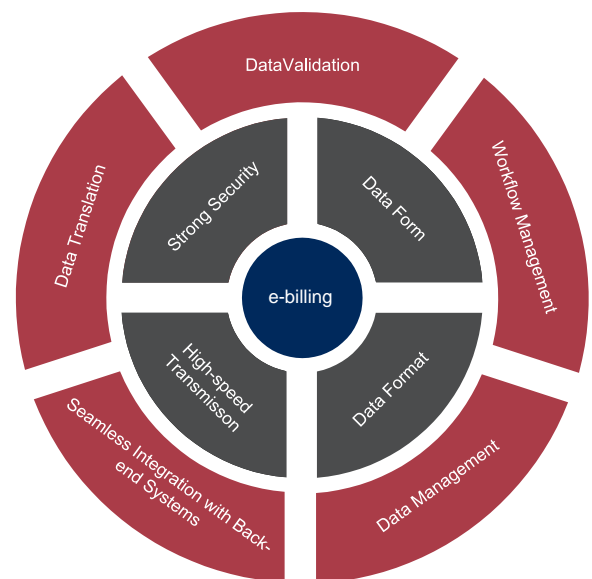 DataValidation
Workflow Management
Data Management
Seamless Integration with Back-
end Systems
Data Translation
Strong Security
Data Form
Data Format
High-speed
Transmisson
e-billing